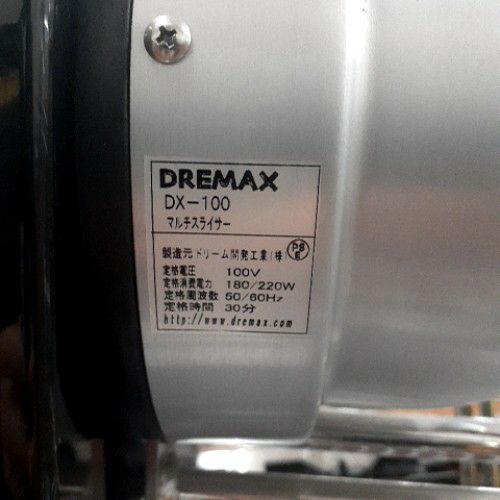 DREMAX
DX-100
マルチスライサー
製造元ドリーム開発工業(株) PSE
定格電圧 100V
定格消費電力 180/220W
定格周波数 50/60Hz
定格時間 30分
http://www.dremax.com